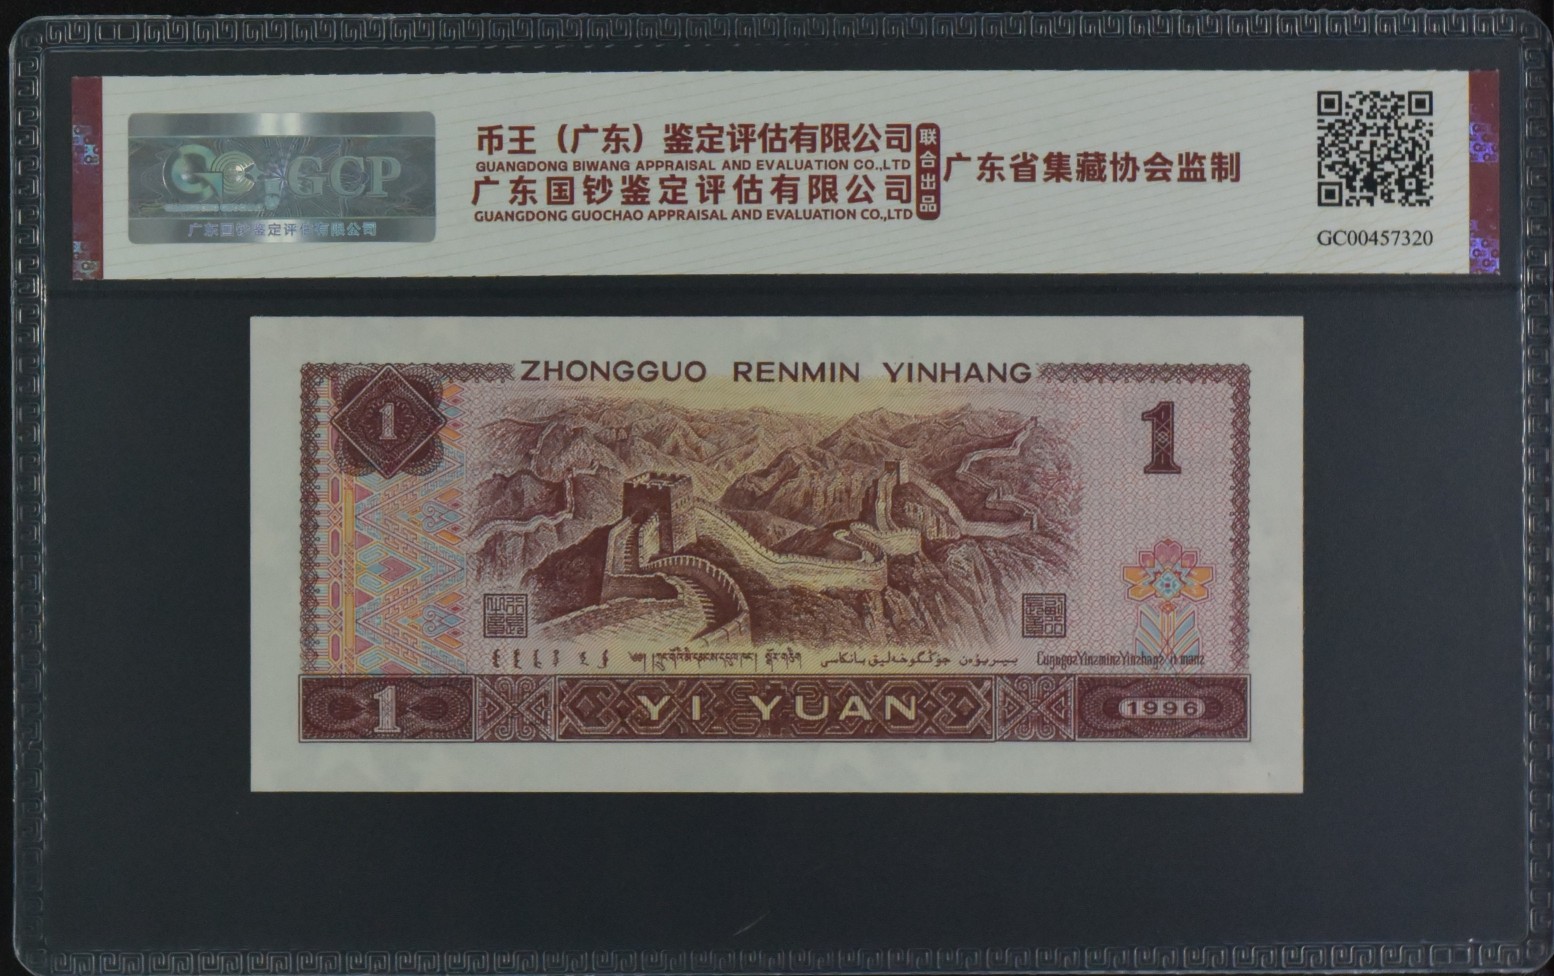 GCP
广东国钞鉴定评估有限公司
币王（广东）鉴定评估有限公司
GUANGDONG BIWANG APPRAISAL AND EVALUATION CO.,LTD
广东国钞鉴定评估有限公司
GUANGDONG GUOCHAO APPRAISAL AND EVALUATION CO.,LTD
联合出品
广东省集藏协会监制
GC00457320
ZHONGGUO RENMIN YINHANG
1
1
1
YI YUAN
1996